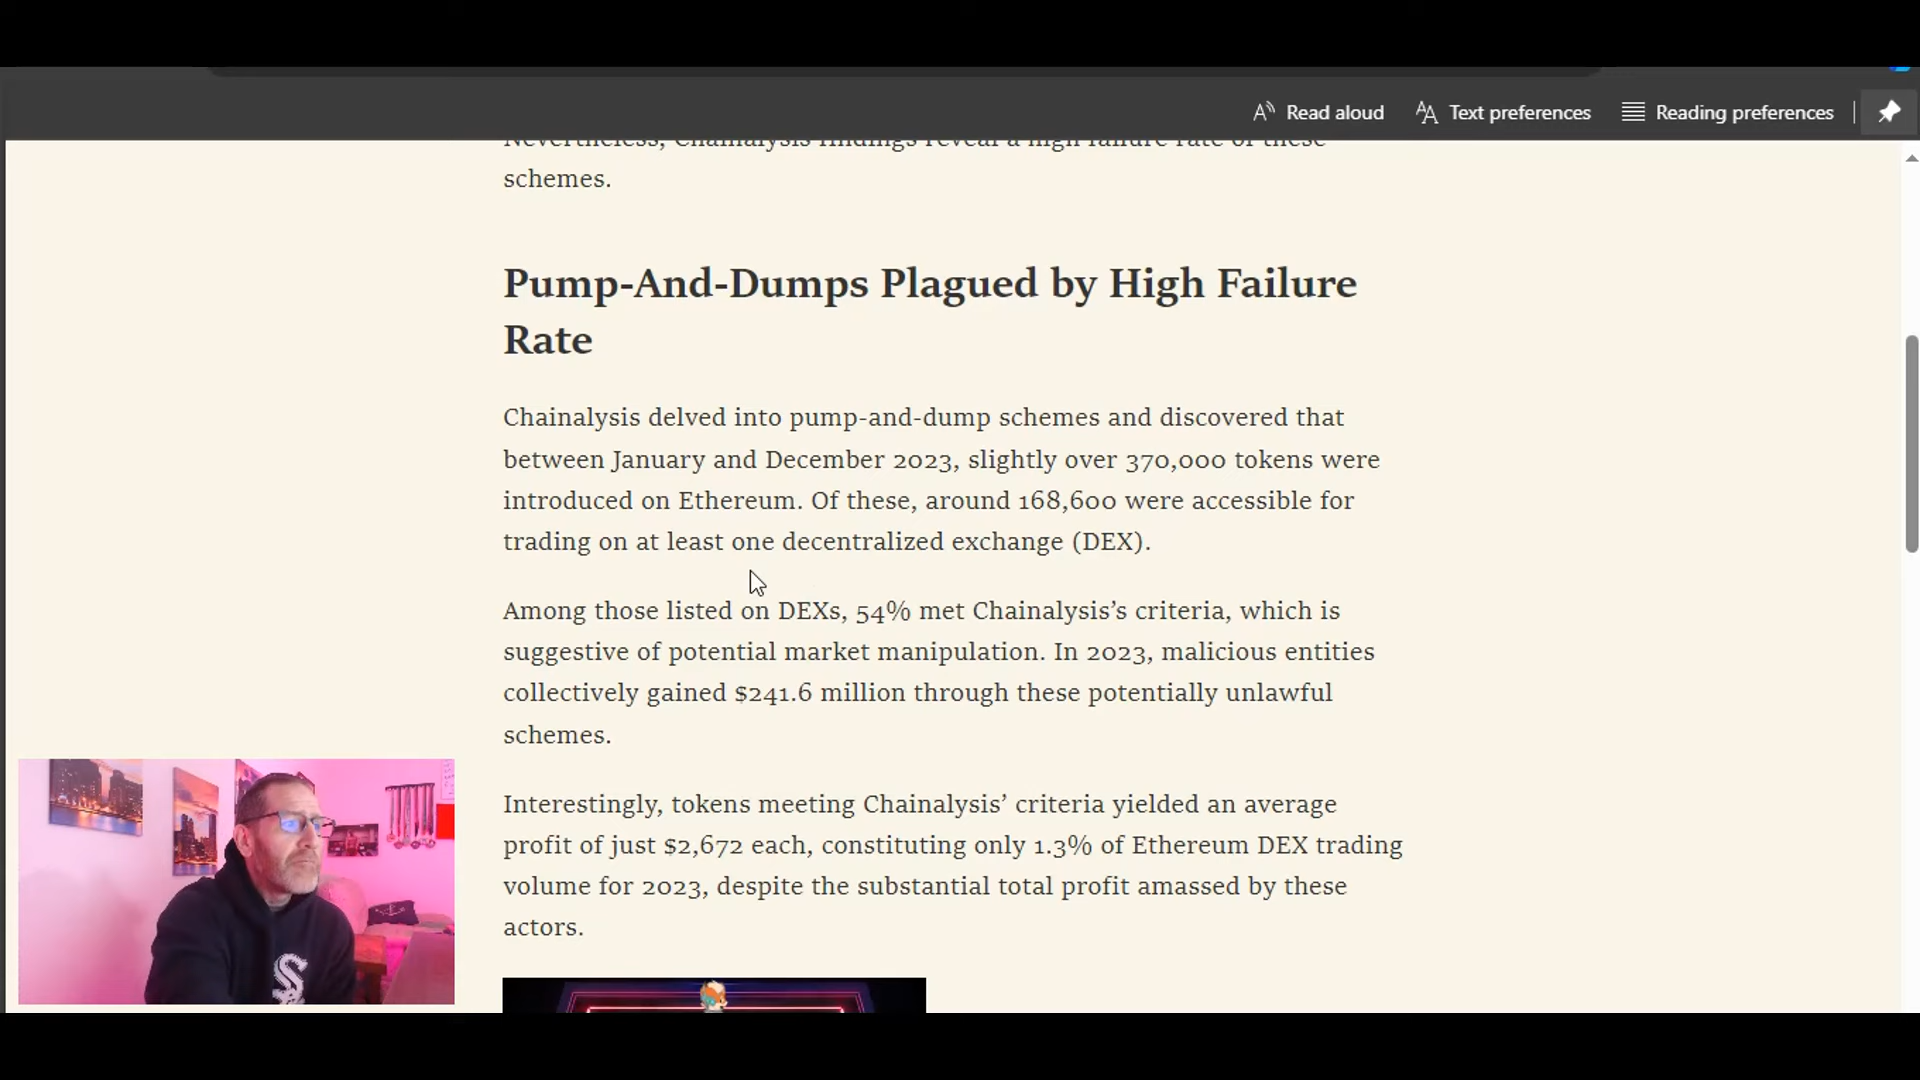 Read aloud
Text preferences
Reading preferences
Nevertheless, Chainalysis findings reveal a high failure rate of these
schemes.
Pump-And-Dumps Plagued by High Failure
Rate
Chainalysis delved into pump-and-dump schemes and discovered that
between January and December 2023, slightly over 370,000 tokens were
introduced on Ethereum. Of these, around 168,600 were accessible for
trading on at least one decentralized exchange (DEX).
Among those listed on DEXs, 54% met Chainalysis’s criteria, which is
suggestive of potential market manipulation. In 2023, malicious entities
collectively gained $241.6 million through these potentially unlawful
schemes.
Interestingly, tokens meeting Chainalysis’ criteria yielded an average
profit of just $2,672 each, constituting only 1.3% of Ethereum DEX trading
volume for 2023, despite the substantial total profit amassed by these
actors.